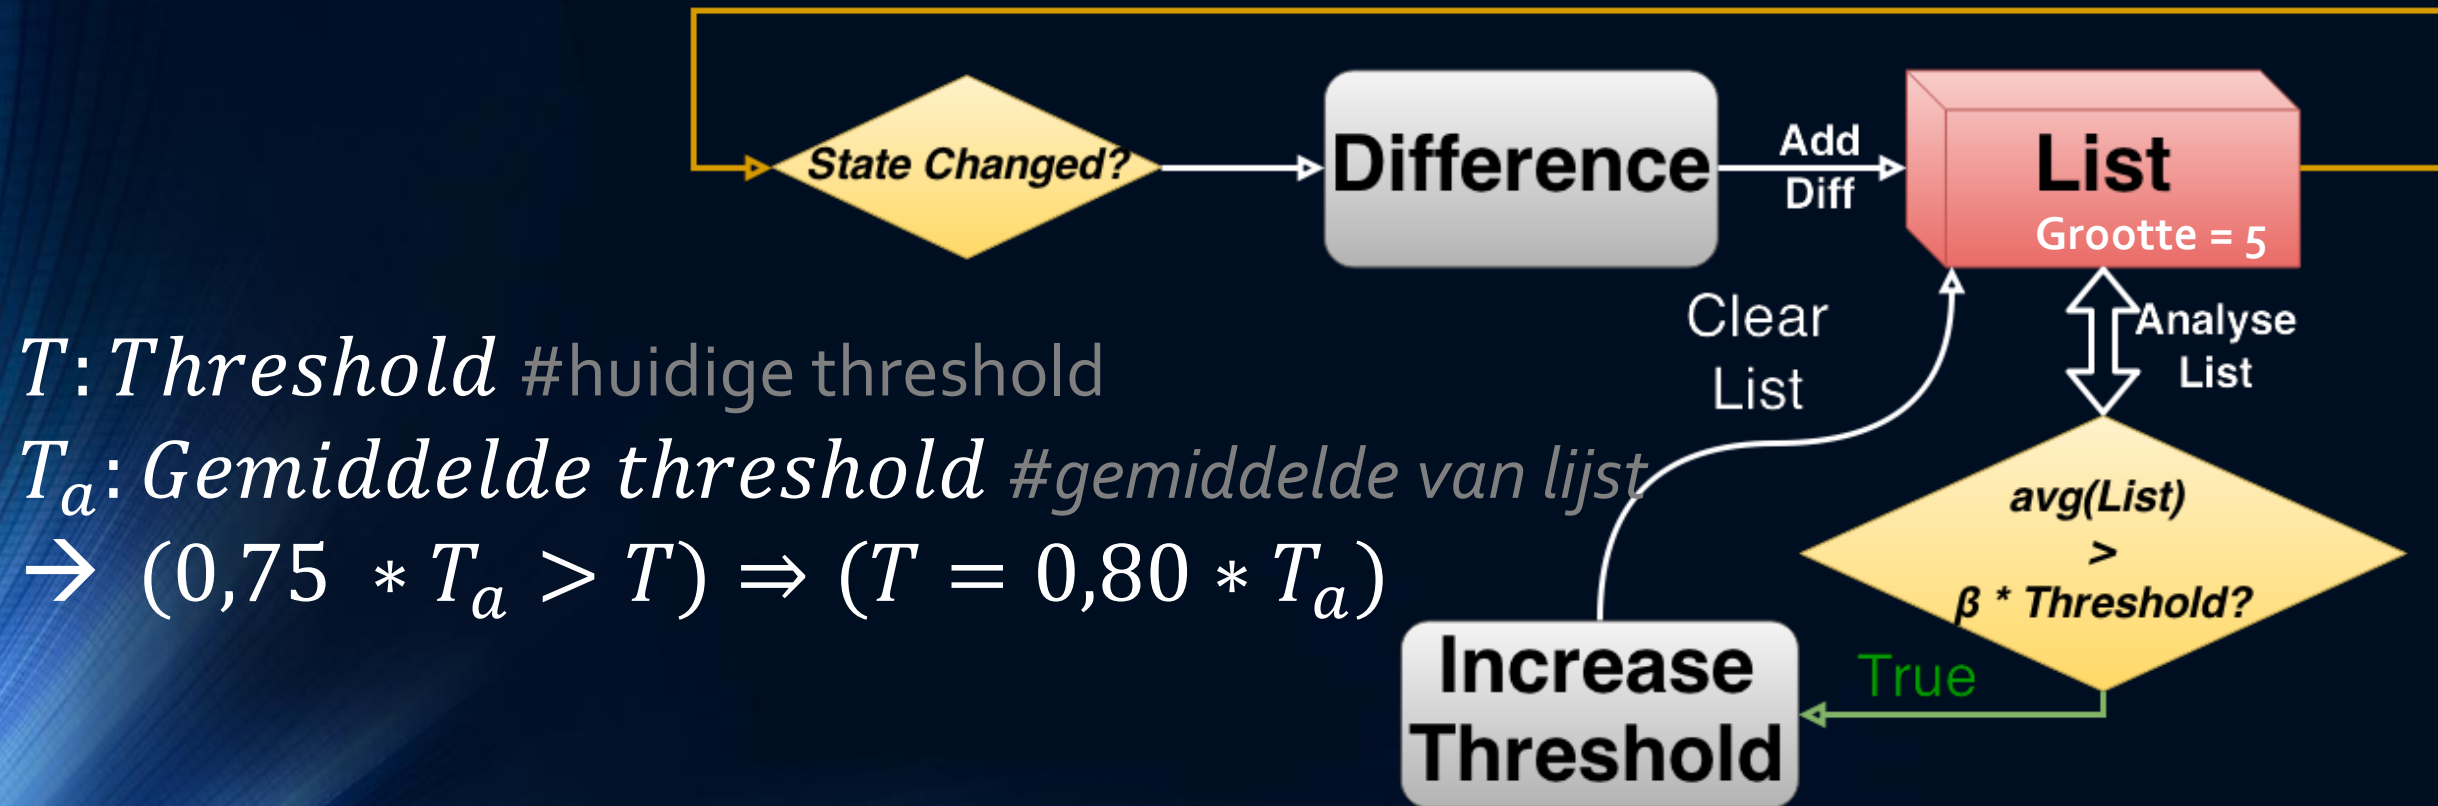 State Changed?
Difference
Add
Diff
List
Grootte = 5
Clear
List
Analyse
List
T: Threshold #huidige threshold
Tₐ: Gemiddelde threshold #gemiddelde van lijst
→ (0,75 * Tₐ > T) ⇒ (T = 0,80 * Tₐ)
avg(List)
>
β * Threshold?
True
Increase
Threshold